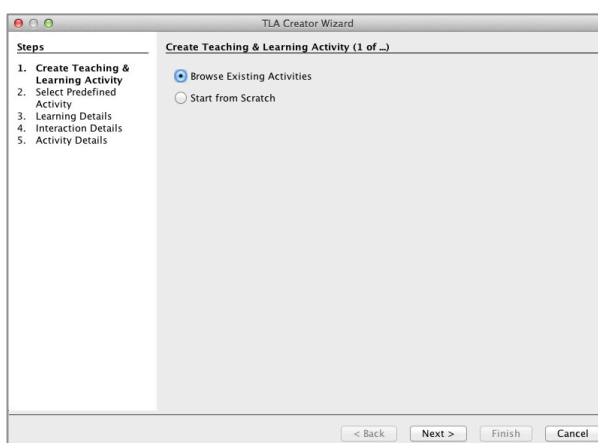 TLA Creator Wizard
Steps
1. Create Teaching &
Learning Activity
2. Select Predefined
Activity
3. Learning Details
4. Interaction Details
5. Activity Details
Create Teaching & Learning Activity (1 of ...)
Browse Existing Activities
Start from Scratch
< Back
Next >
Finish
Cancel